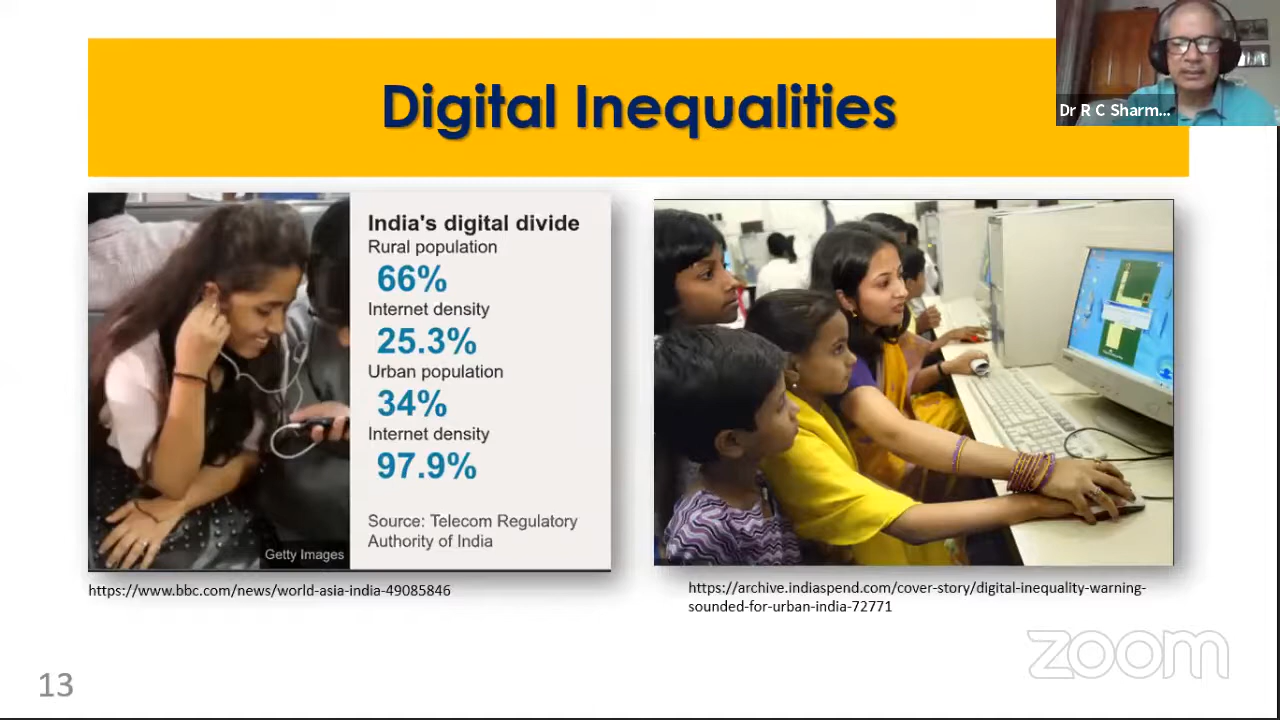 Digital Inequalities
Dr R C Sharm...
India's digital divide
Rural population
66%
Internet density
25.3%
Urban population
34%
Internet density
97.9%
Source: Telecom Regulatory
Authority of India
Getty Images
https://www.bbc.com/news/world-asia-india-49085846
https://archive.indiaspend.com/cover-story/digital-inequality-warning-
sounded-for-urban-india-72771
zoom
13